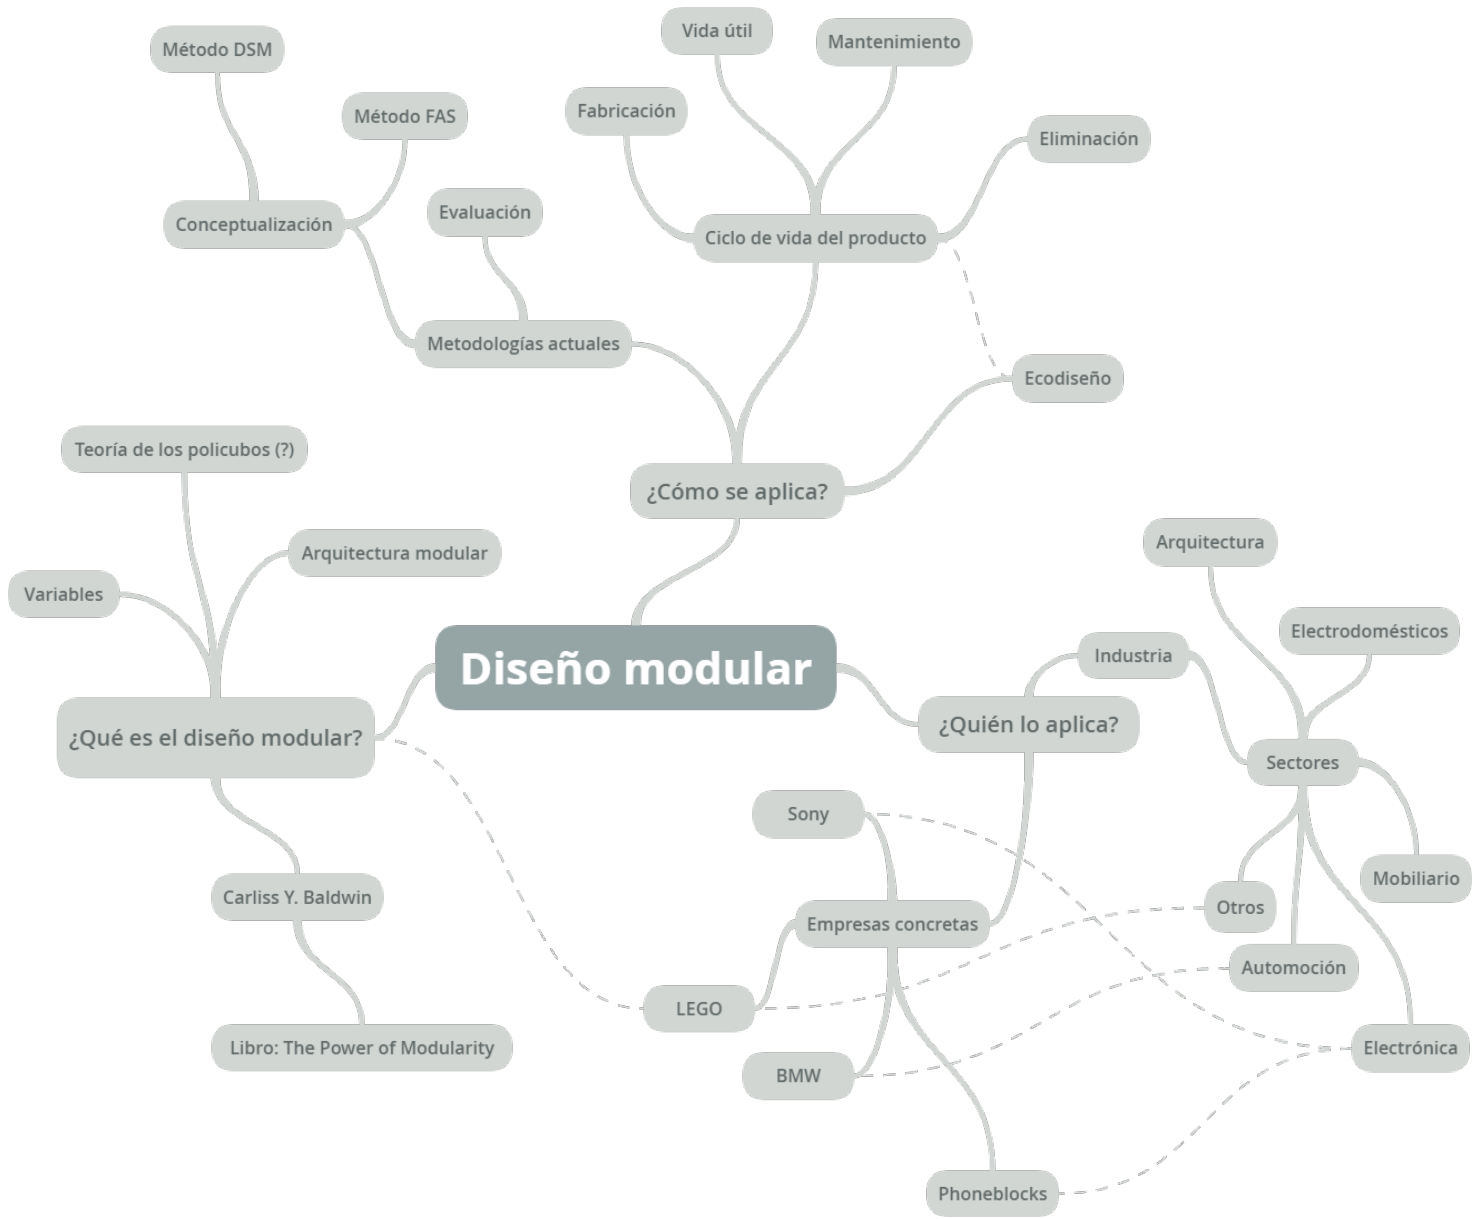 Vida útil
Mantenimiento
Método DSM
Método FAS
Fabricación
Eliminación
Evaluación
Conceptualización
Ciclo de vida del producto
Metodologías actuales
Ecodiseño
Teoría de los policubos (?)
¿Cómo se aplica?
Arquitectura
Arquitectura modular
Variables
Electrodomésticos
Industria
Diseño modular
¿Quién lo aplica?
¿Qué es el diseño modular?
Sectores
Sony
Mobiliario
Carliss Y. Baldwin
Otros
Empresas concretas
Automoción
LEGO
Libro: The Power of Modularity
Electrónica
BMW
Phoneblocks